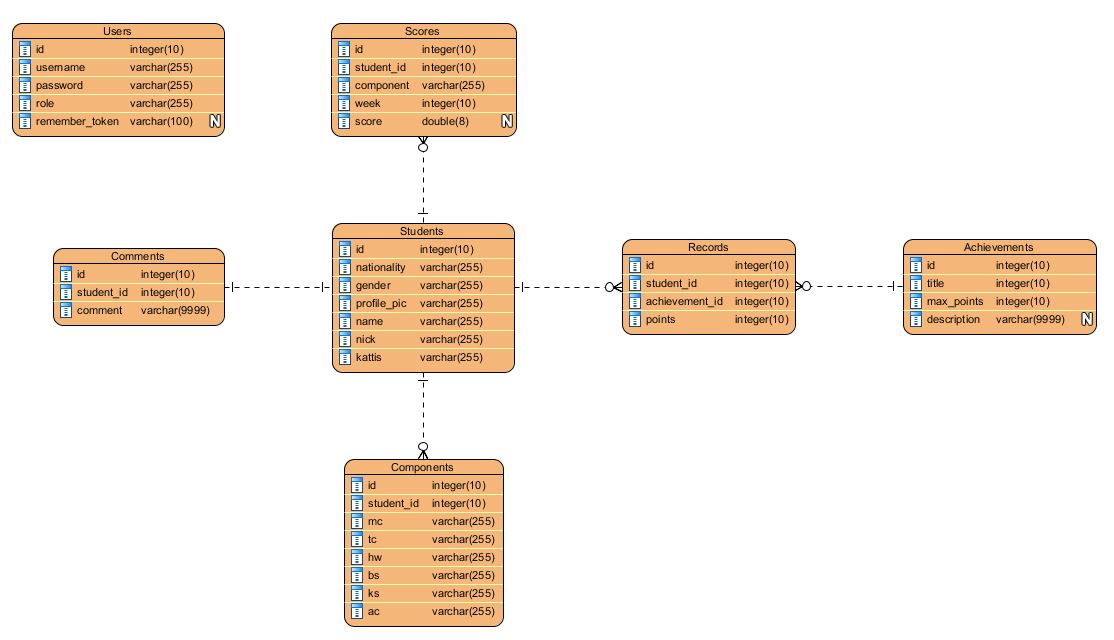 Users
id integer(10)
username varchar(255)
password varchar(255)
role varchar(255)
remember_token varchar(100) N
Scores
id integer(10)
student_id integer(10)
component varchar(255)
week integer(10)
score double(8) N
Comments
id integer(10)
student_id integer(10)
comment varchar(9999)
Students
id integer(10)
nationality varchar(255)
gender varchar(255)
profile_pic varchar(255)
name varchar(255)
nick varchar(255)
kattis varchar(255)
Records
id integer(10)
student_id integer(10)
achievement_id integer(10)
points integer(10)
Achievements
id integer(10)
title integer(10)
max_points integer(10)
description varchar(9999) N
Components
id integer(10)
student_id integer(10)
mc varchar(255)
tc varchar(255)
hw varchar(255)
bs varchar(255)
ks varchar(255)
ac varchar(255)